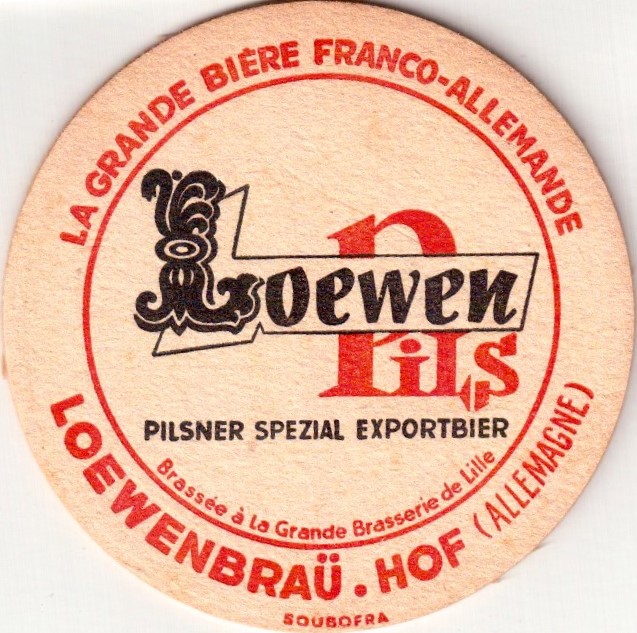 LA GRANDE BIÈRE FRANCO-ALLEMANDE
Loewen
Pils
PILSNER SPEZIAL EXPORTBIER
Brassée à La Grande Brasserie de Lille
LOEWENBRAÜ. HOF (ALLEMAGNE)
SOUBOFRA